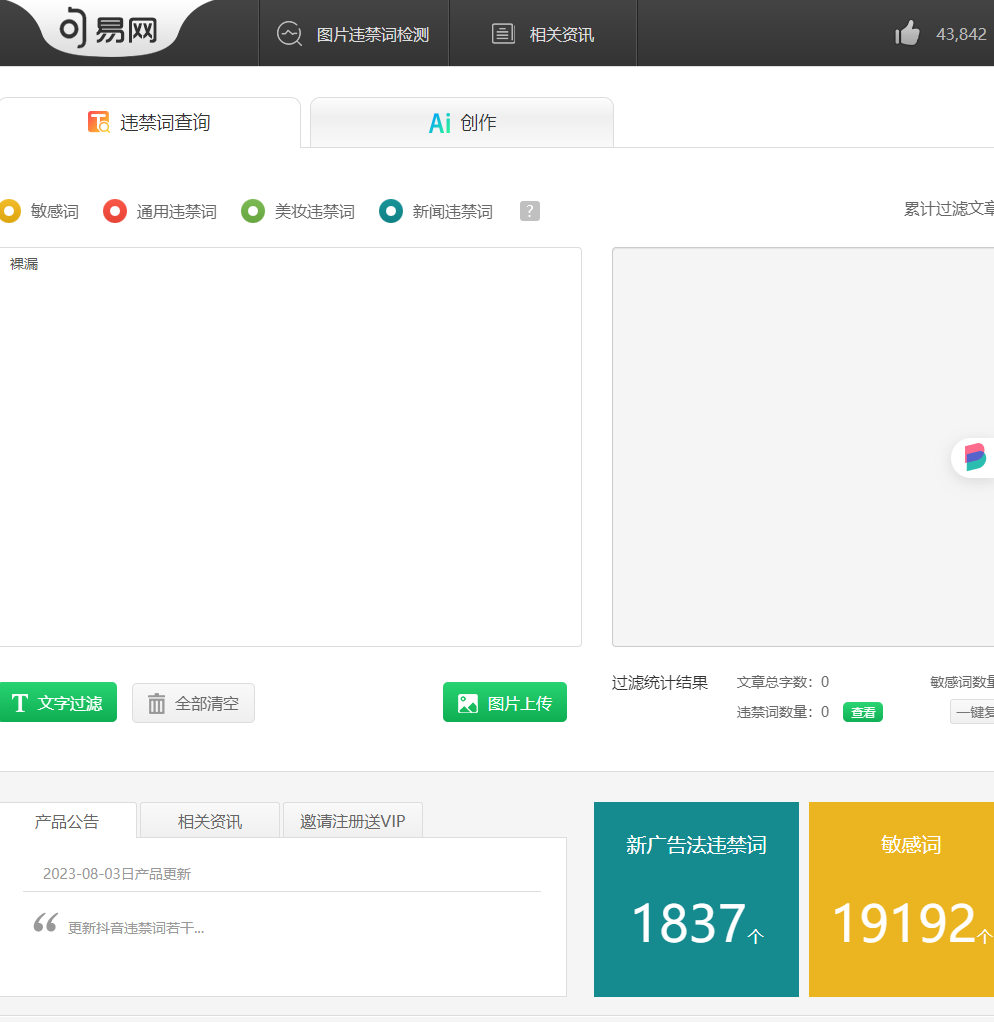 句易网
图片违禁词检测
相关资讯
43,842
违禁词查询
Ai 创作
敏感词
通用违禁词
美妆违禁词
新闻违禁词
?
累计过滤文章
裸漏
T 文字过滤
全部清空
图片上传
过滤统计结果
文章总字数：0
敏感词数量
违禁词数量：0
查看
一键复
产品公告
相关资讯
邀请注册送VIP
2023-08-03日产品更新
更新抖音违禁词若干...
新广告法违禁词
1837个
敏感词
19192个